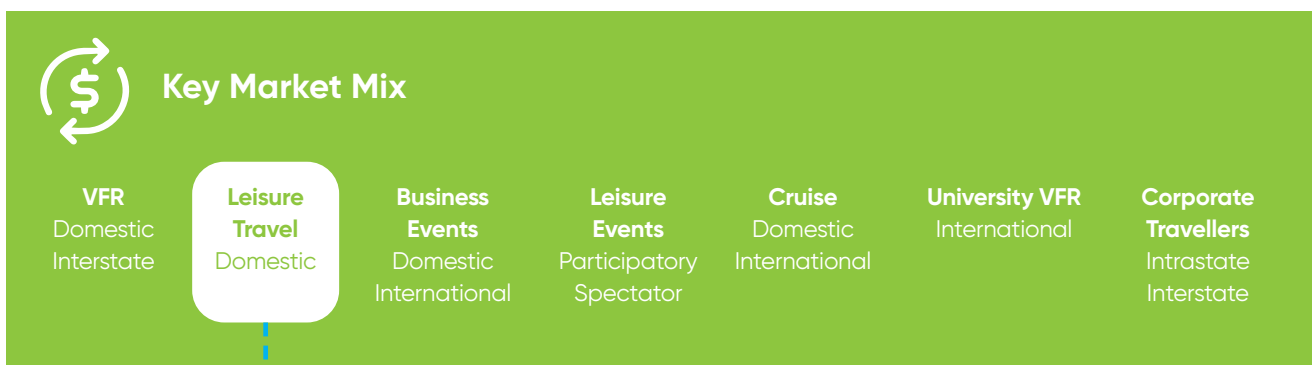 $
Key Market Mix
VFR
Domestic
Interstate
Leisure
Travel
Domestic
Business
Events
Domestic
International
Leisure
Events
Participatory
Spectator
Cruise
Domestic
International
University VFR
International
Corporate
Travellers
Intrastate
Interstate